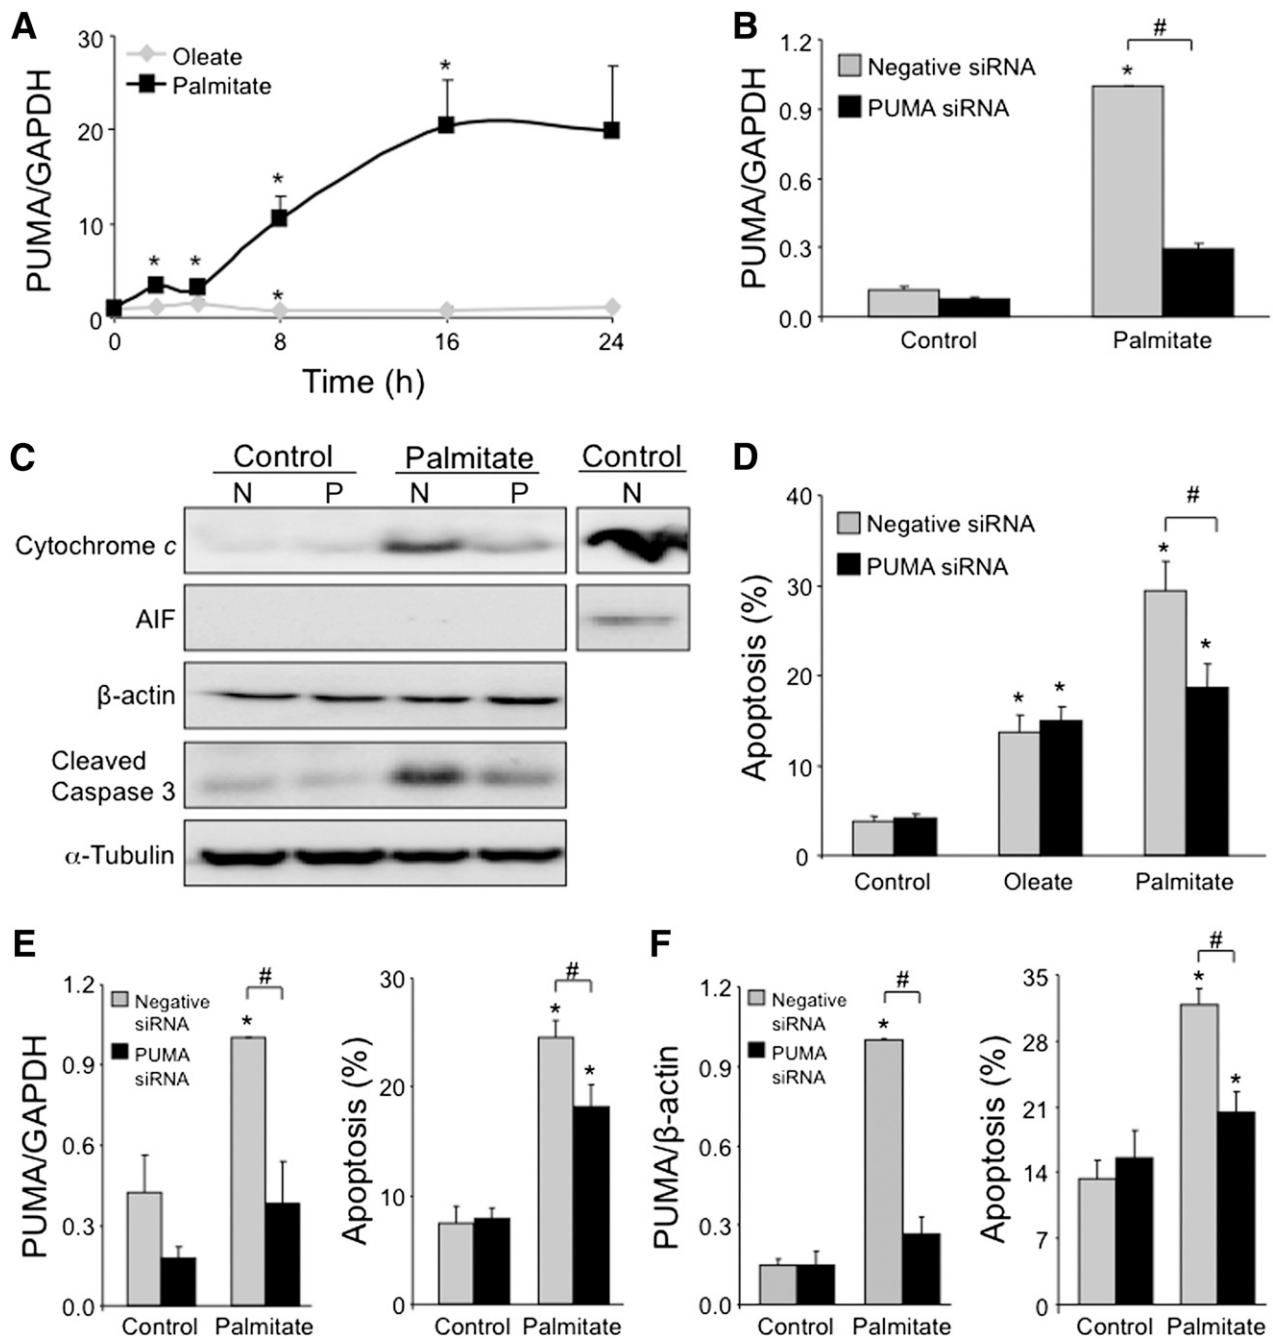 A
PUMA/GAPDH
30
20
10
0
Oleate
Palmitate
*
*
*
*
*
0 8 16 24
Time (h)
B
PUMA/GAPDH
1.2
0.9
0.6
0.3
0.0
Negative siRNA
PUMA siRNA
#
*
Control Palmitate
C
Control Palmitate Control
N P N P N
Cytochrome c
AIF
β-actin
Cleaved
Caspase 3
α-Tubulin
D
Apoptosis (%)
40
30
20
10
0
Negative siRNA
PUMA siRNA
#
*
*
*
*
Control Oleate Palmitate
E
PUMA/GAPDH
1.2
0.9
0.6
0.3
0.0
Negative
siRNA
PUMA
siRNA
#
*
Control Palmitate
Apoptosis (%)
30
20
10
0
#
*
*
Control Palmitate
F
PUMA/β-actin
1.2
0.9
0.6
0.3
0.0
Negative
siRNA
PUMA
siRNA
#
*
Control Palmitate
Apoptosis (%)
35
28
21
14
7
0
#
*
*
Control Palmitate